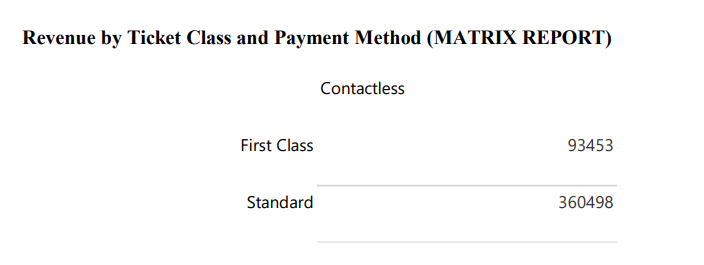 Revenue by Ticket Class and Payment Method (MATRIX REPORT)
Contactless
First Class 93453
Standard 360498